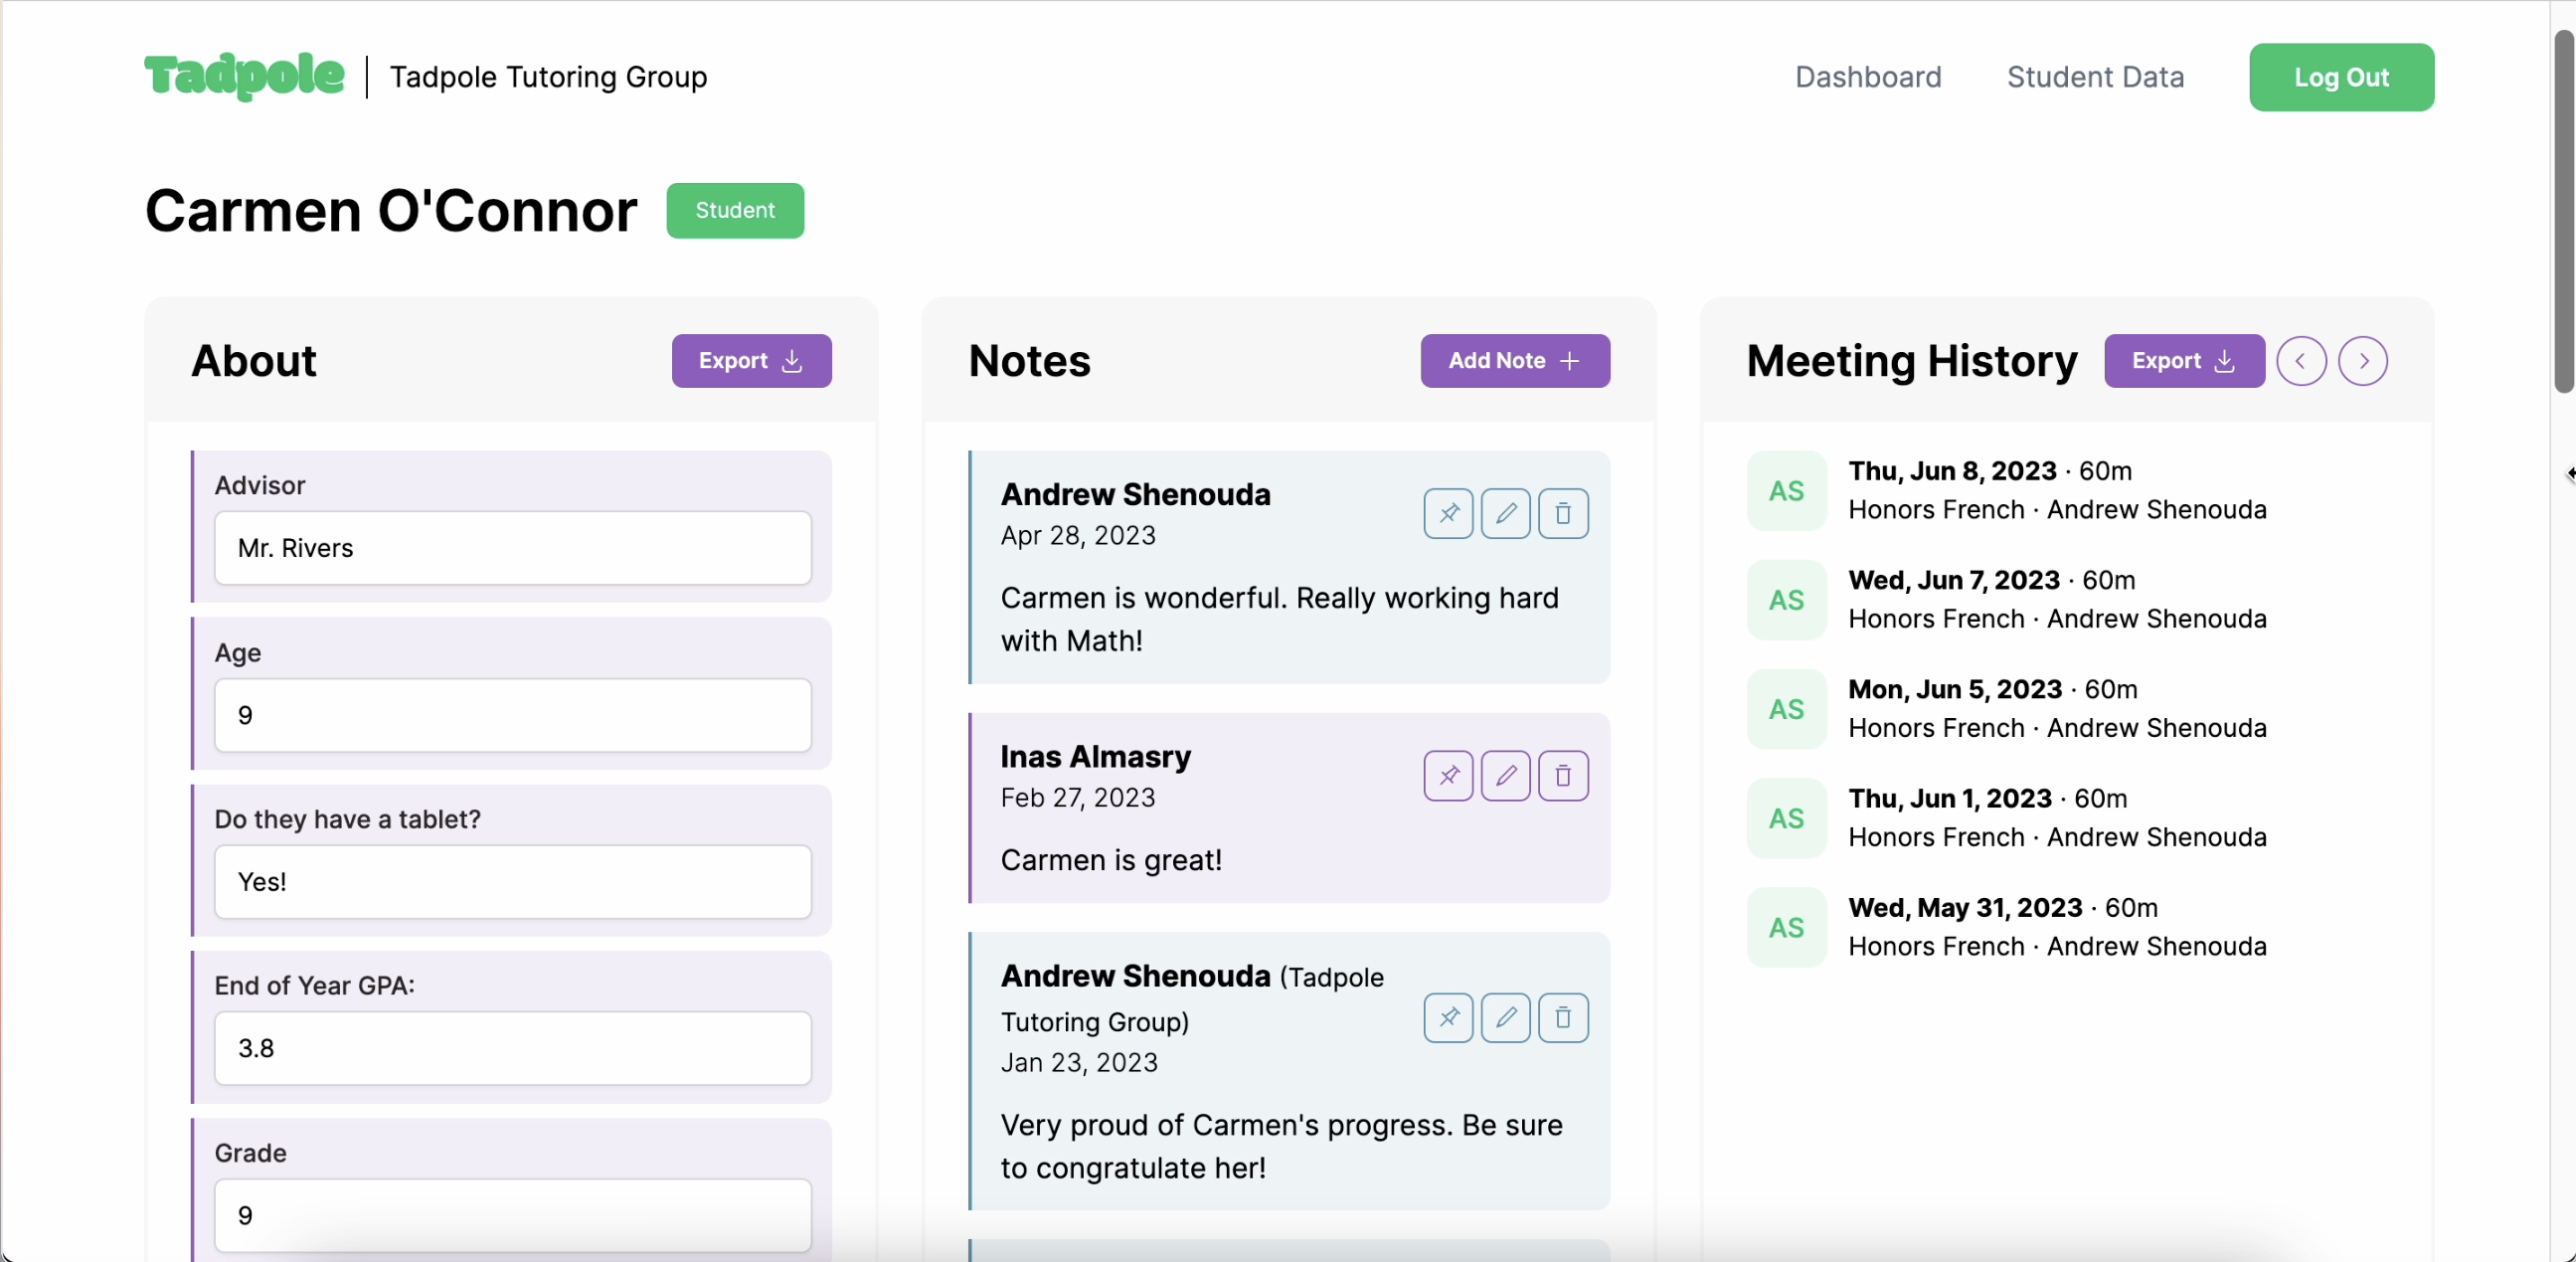 Tadpole
Tadpole Tutoring Group
Dashboard
Student Data
Log Out
Carmen O'Connor
Student
About
Export
Advisor
Mr. Rivers
Age
9
Do they have a tablet?
Yes!
End of Year GPA:
3.8
Grade
9
Notes
Add Note
Andrew Shenouda
Apr 28, 2023
Carmen is wonderful. Really working hard
with Math!
Inas Almasry
Feb 27, 2023
Carmen is great!
Andrew Shenouda (Tadpole
Tutoring Group)
Jan 23, 2023
Very proud of Carmen's progress. Be sure
to congratulate her!
Meeting History
Export
AS
Thu, Jun 8, 2023 · 60m
Honors French · Andrew Shenouda
AS
Wed, Jun 7, 2023 · 60m
Honors French · Andrew Shenouda
AS
Mon, Jun 5, 2023 · 60m
Honors French · Andrew Shenouda
AS
Thu, Jun 1, 2023 · 60m
Honors French · Andrew Shenouda
AS
Wed, May 31, 2023 · 60m
Honors French · Andrew Shenouda